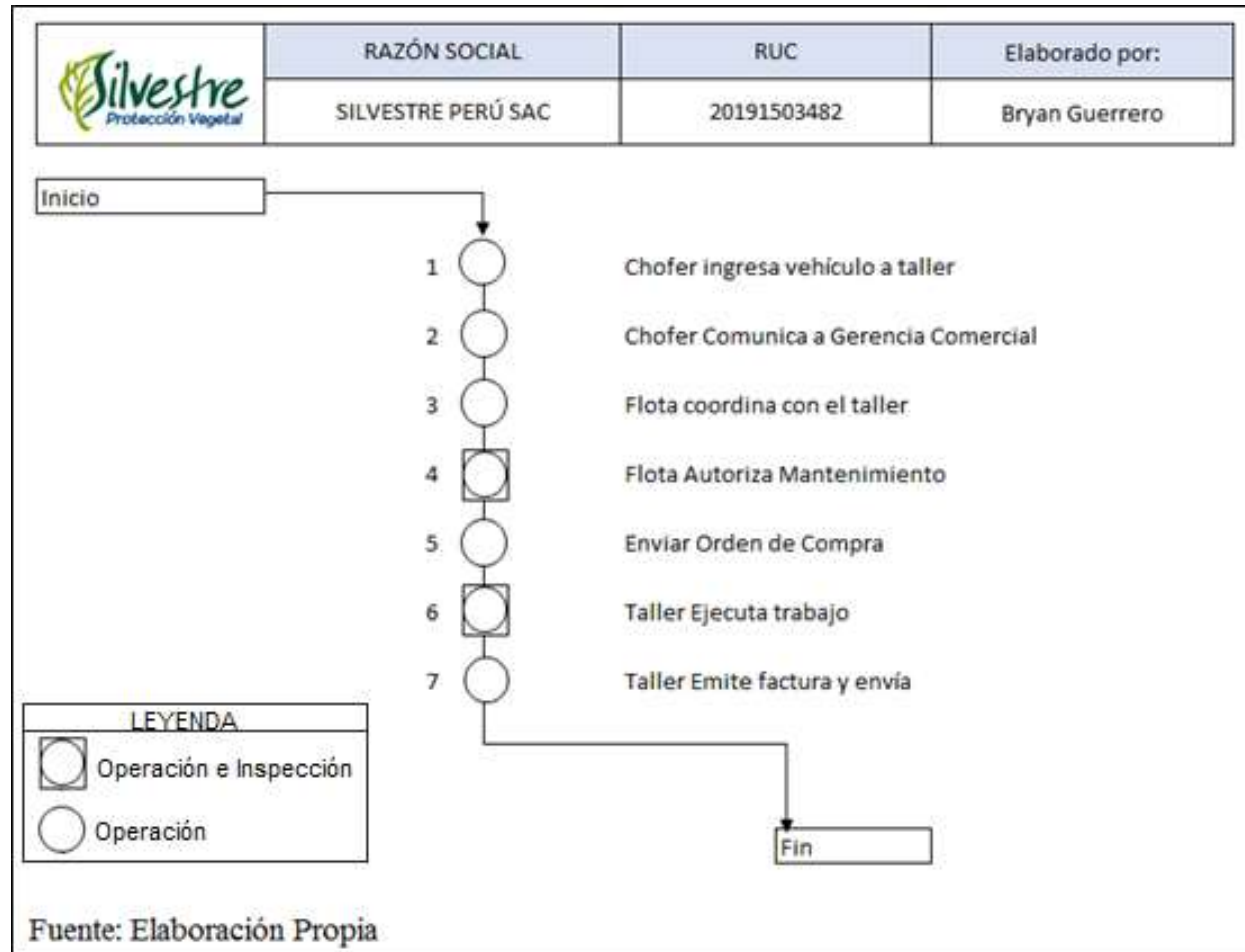 Silvestre
Protección Vegetal
RAZÓN SOCIAL
RUC
Elaborado por:
SILVESTRE PERÚ SAC
20191503482
Bryan Guerrero
Inicio
1 Chofer ingresa vehículo a taller
2 Chofer Comunica a Gerencia Comercial
3 Flota coordina con el taller
4 Flota Autoriza Mantenimiento
5 Enviar Orden de Compra
6 Taller Ejecuta trabajo
7 Taller Emite factura y envía
LEYENDA
Operación e Inspección
Operación
Fin
Fuente: Elaboración Propia